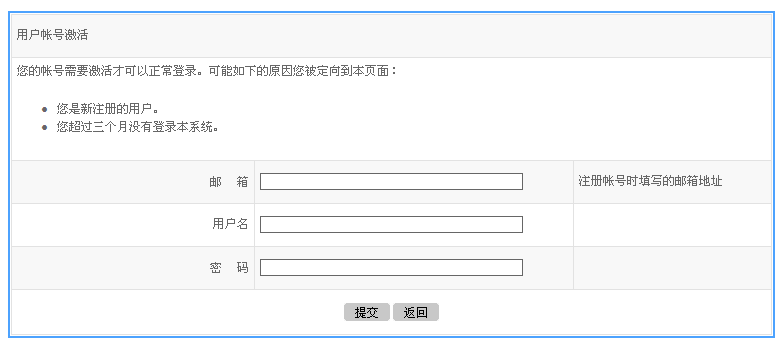 用户帐号激活
您的帐号需要激活才可以正常登录。可能如下的原因您被定向到本页面：
• 您是新注册的用户。
• 您超过三个月没有登录本系统。
邮 箱 注册帐号时填写的邮箱地址
用户名
密 码
提交 返回